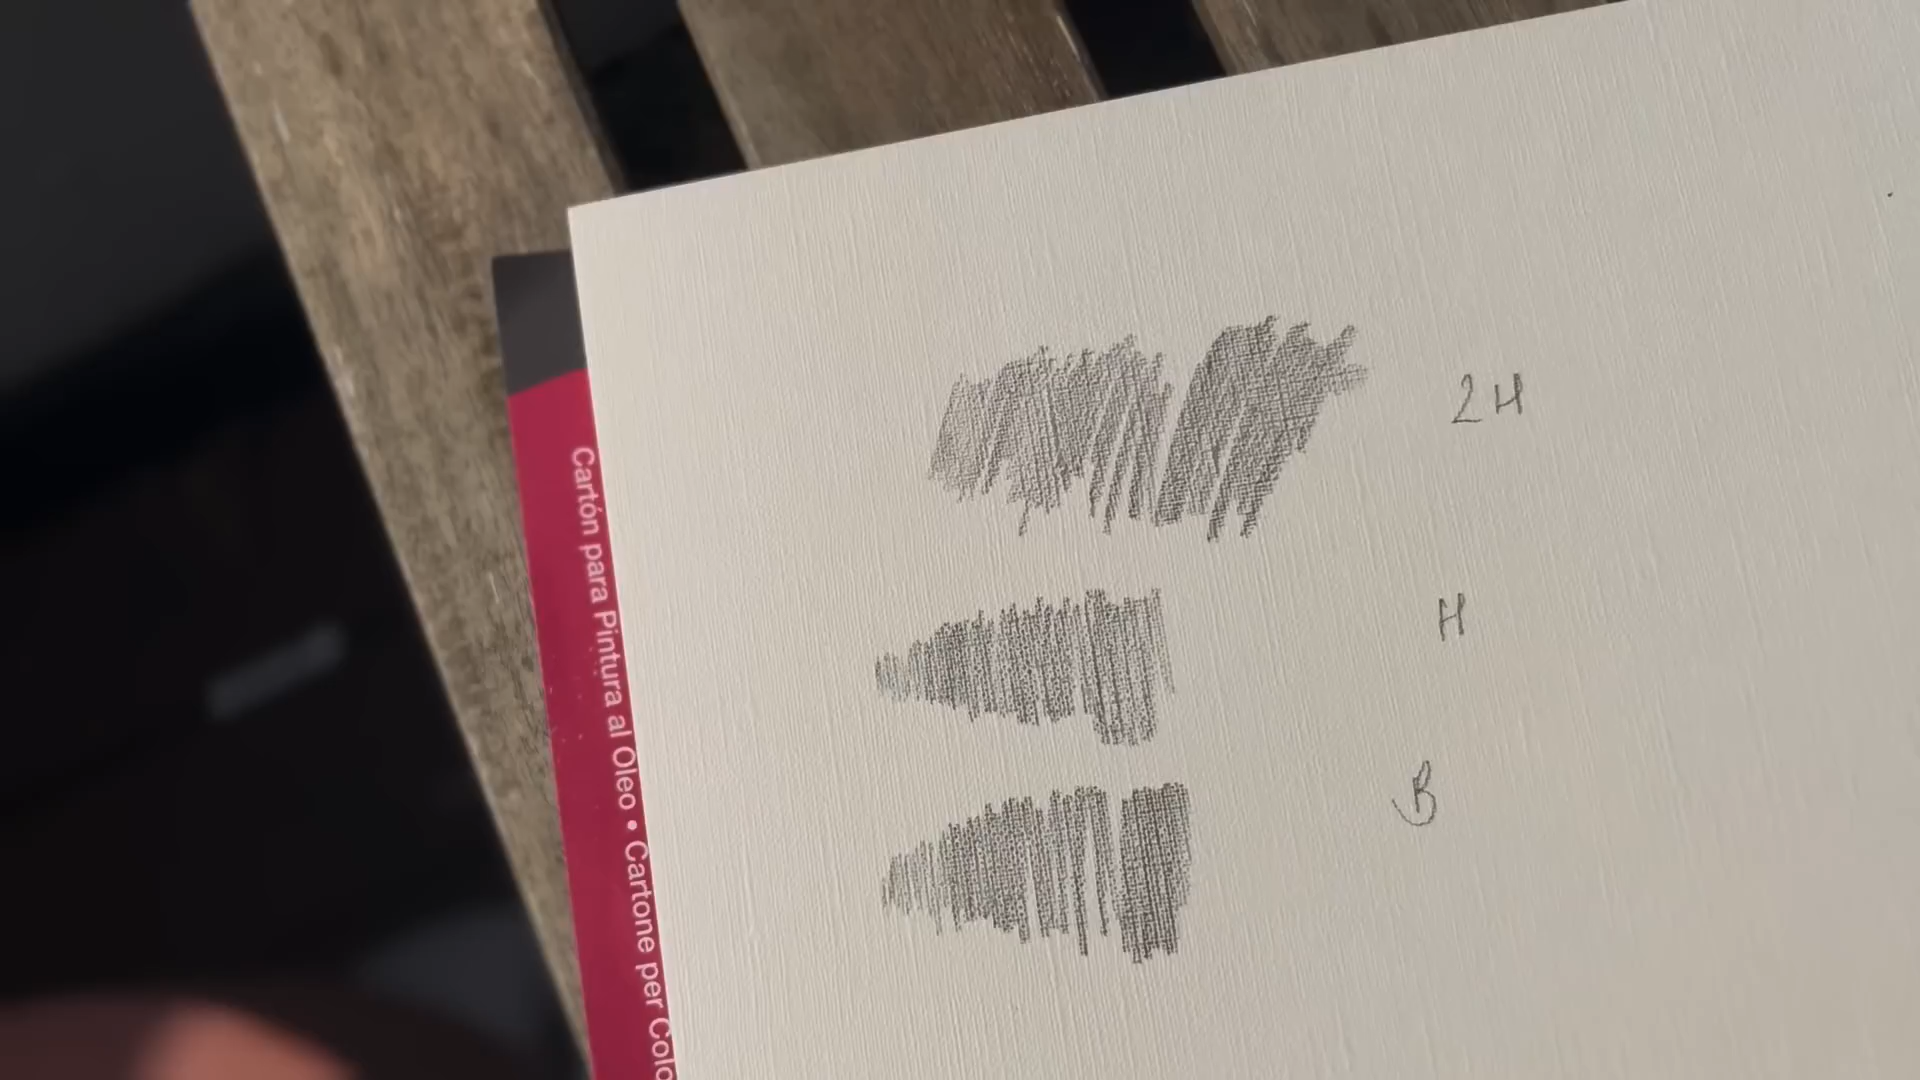 2H
H
B
Cartón para Pintura al Oleo • Cartone per Colo